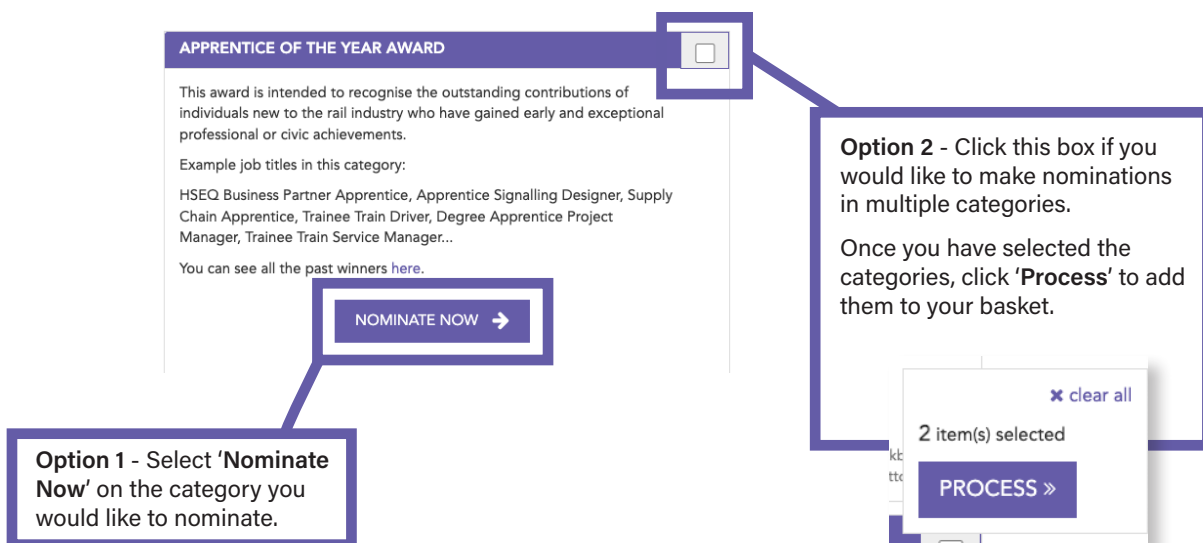 APPRENTICE OF THE YEAR AWARD
This award is intended to recognise the outstanding contributions of
individuals new to the rail industry who have gained early and exceptional
professional or civic achievements.
Example job titles in this category:
HSEQ Business Partner Apprentice, Apprentice Signalling Designer, Supply
Chain Apprentice, Trainee Train Driver, Degree Apprentice Project
Manager, Trainee Train Service Manager...
You can see all the past winners here.
NOMINATE NOW
Option 1 - Select ‘Nominate
Now’ on the category you
would like to nominate.
Option 2 - Click this box if you
would like to make nominations
in multiple categories.
Once you have selected the
categories, click ‘Process’ to add
them to your basket.
✖ clear all
2 item(s) selected
PROCESS »